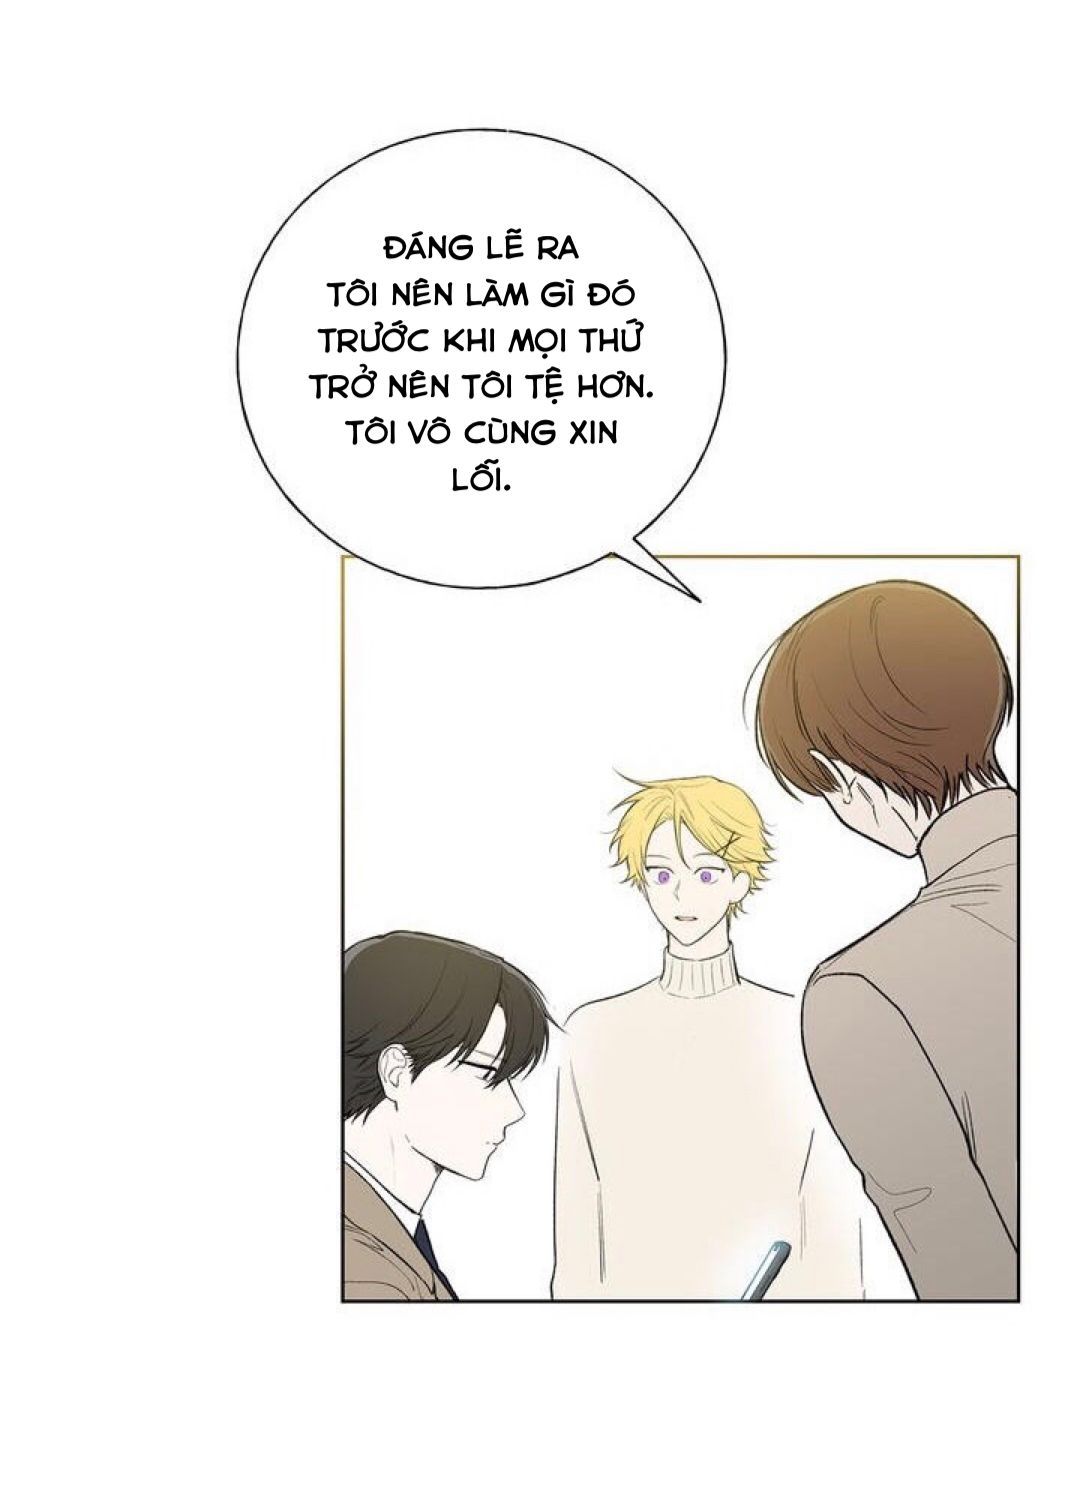 ĐÁNG LẼ RA
TÔI NÊN LÀM GÌ ĐÓ
TRƯỚC KHI MỌI THỨ
TRỞ NÊN TÔI TỆ HƠN.
TÔI VÔ CÙNG XIN
LỖI.